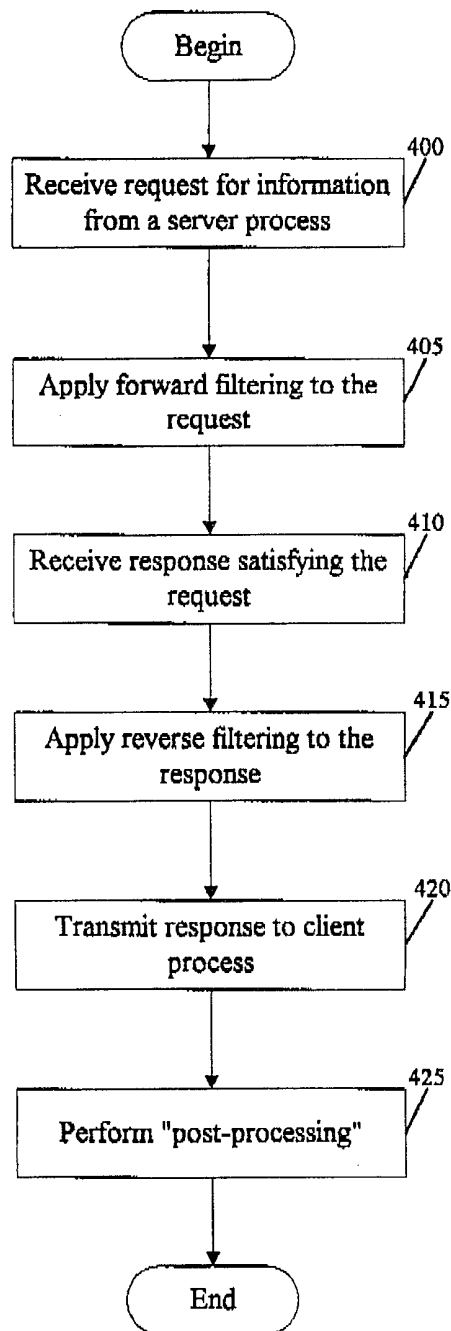 Begin
400
Receive request for information
from a server process
405
Apply forward filtering to the
request
410
Receive response satisfying the
request
415
Apply reverse filtering to the
response
420
Transmit response to client
process
425
Perform "post-processing"
End